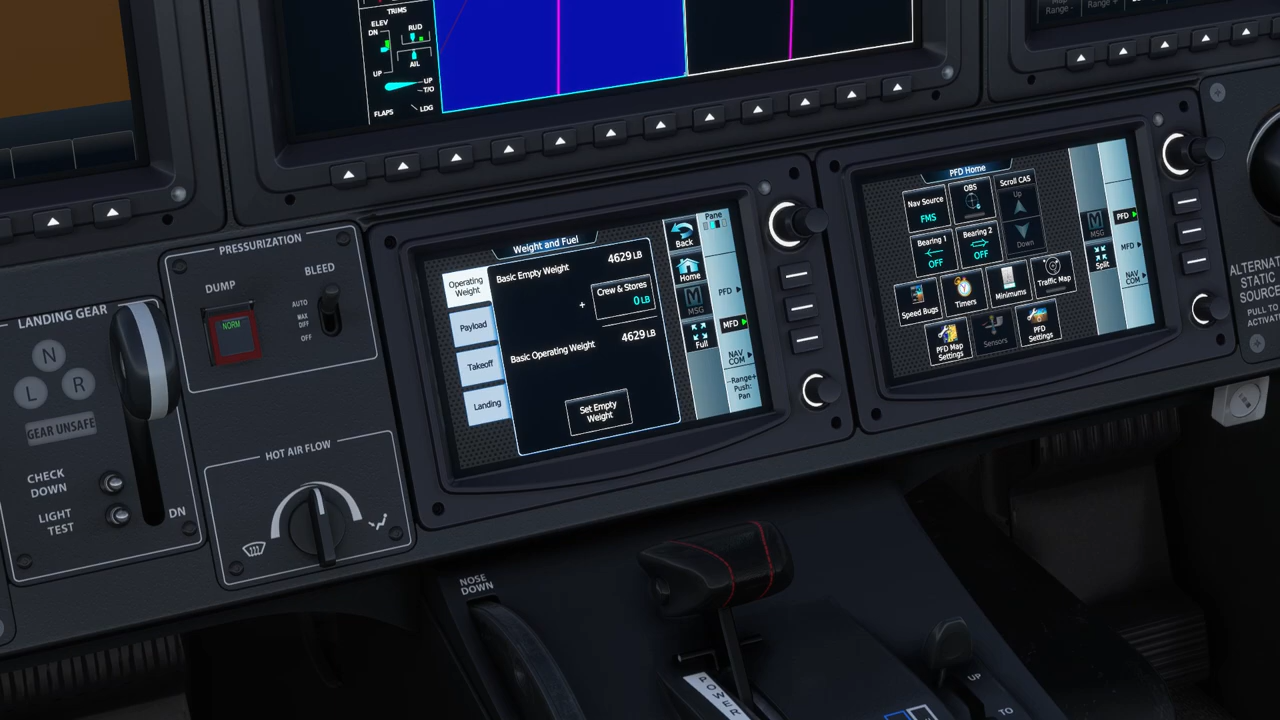 TRIMS
ELEV
DN
RUD
AIL
UP
UP
T/O
FLAPS
LDG
Range -
Range +
PRESSURIZATION
DUMP
BLEED
NORM
AUTO
MAX
DIFF
OFF
LANDING GEAR
N
L
R
GEAR UNSAFE
CHECK
DOWN
LIGHT
TEST
DN
HOT AIR FLOW
Weight and Fuel
Operating
Weight
Payload
Takeoff
Landing
Basic Empty Weight
4629 LB
+
Crew & Stores
0 LB
4629 LB
Basic Operating Weight
Set Empty
Weight
Back
Home
MSG
Full
Pane
PFD
MFD
NAV
COM
Range+
Push:
Pan
PFD Home
Nav Source
FMS
OBS
Scroll CAS
Up
Down
Bearing 1
OFF
Bearing 2
OFF
Speed Bugs
Timers
Minimums
Traffic Map
PFD Map
Settings
Sensors
PFD
Settings
MSG
Split
PFD
MFD
NAV
COM
ALTERNAT
STATIC
SOURCE
PULL TO
ACTIVAT
NOSE
DOWN
POWER
UP
TO